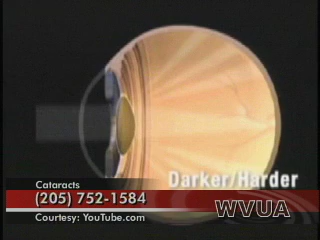 Darker/Harder
Cataracts
(205) 752-1584
WVUA
Courtesy: YouTube.com